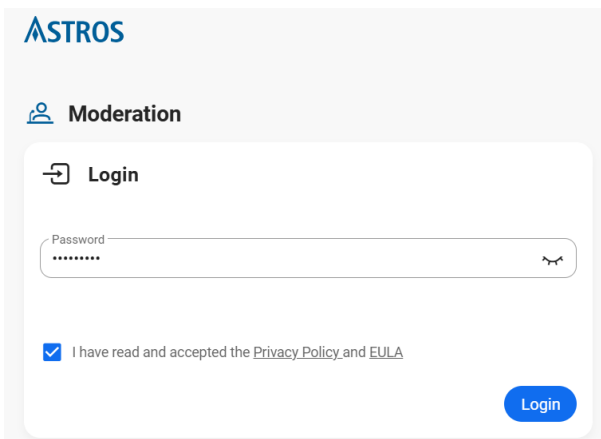 ASTROS
Moderation
Login
Password
•••••••••
I have read and accepted the Privacy Policy and EULA
Login